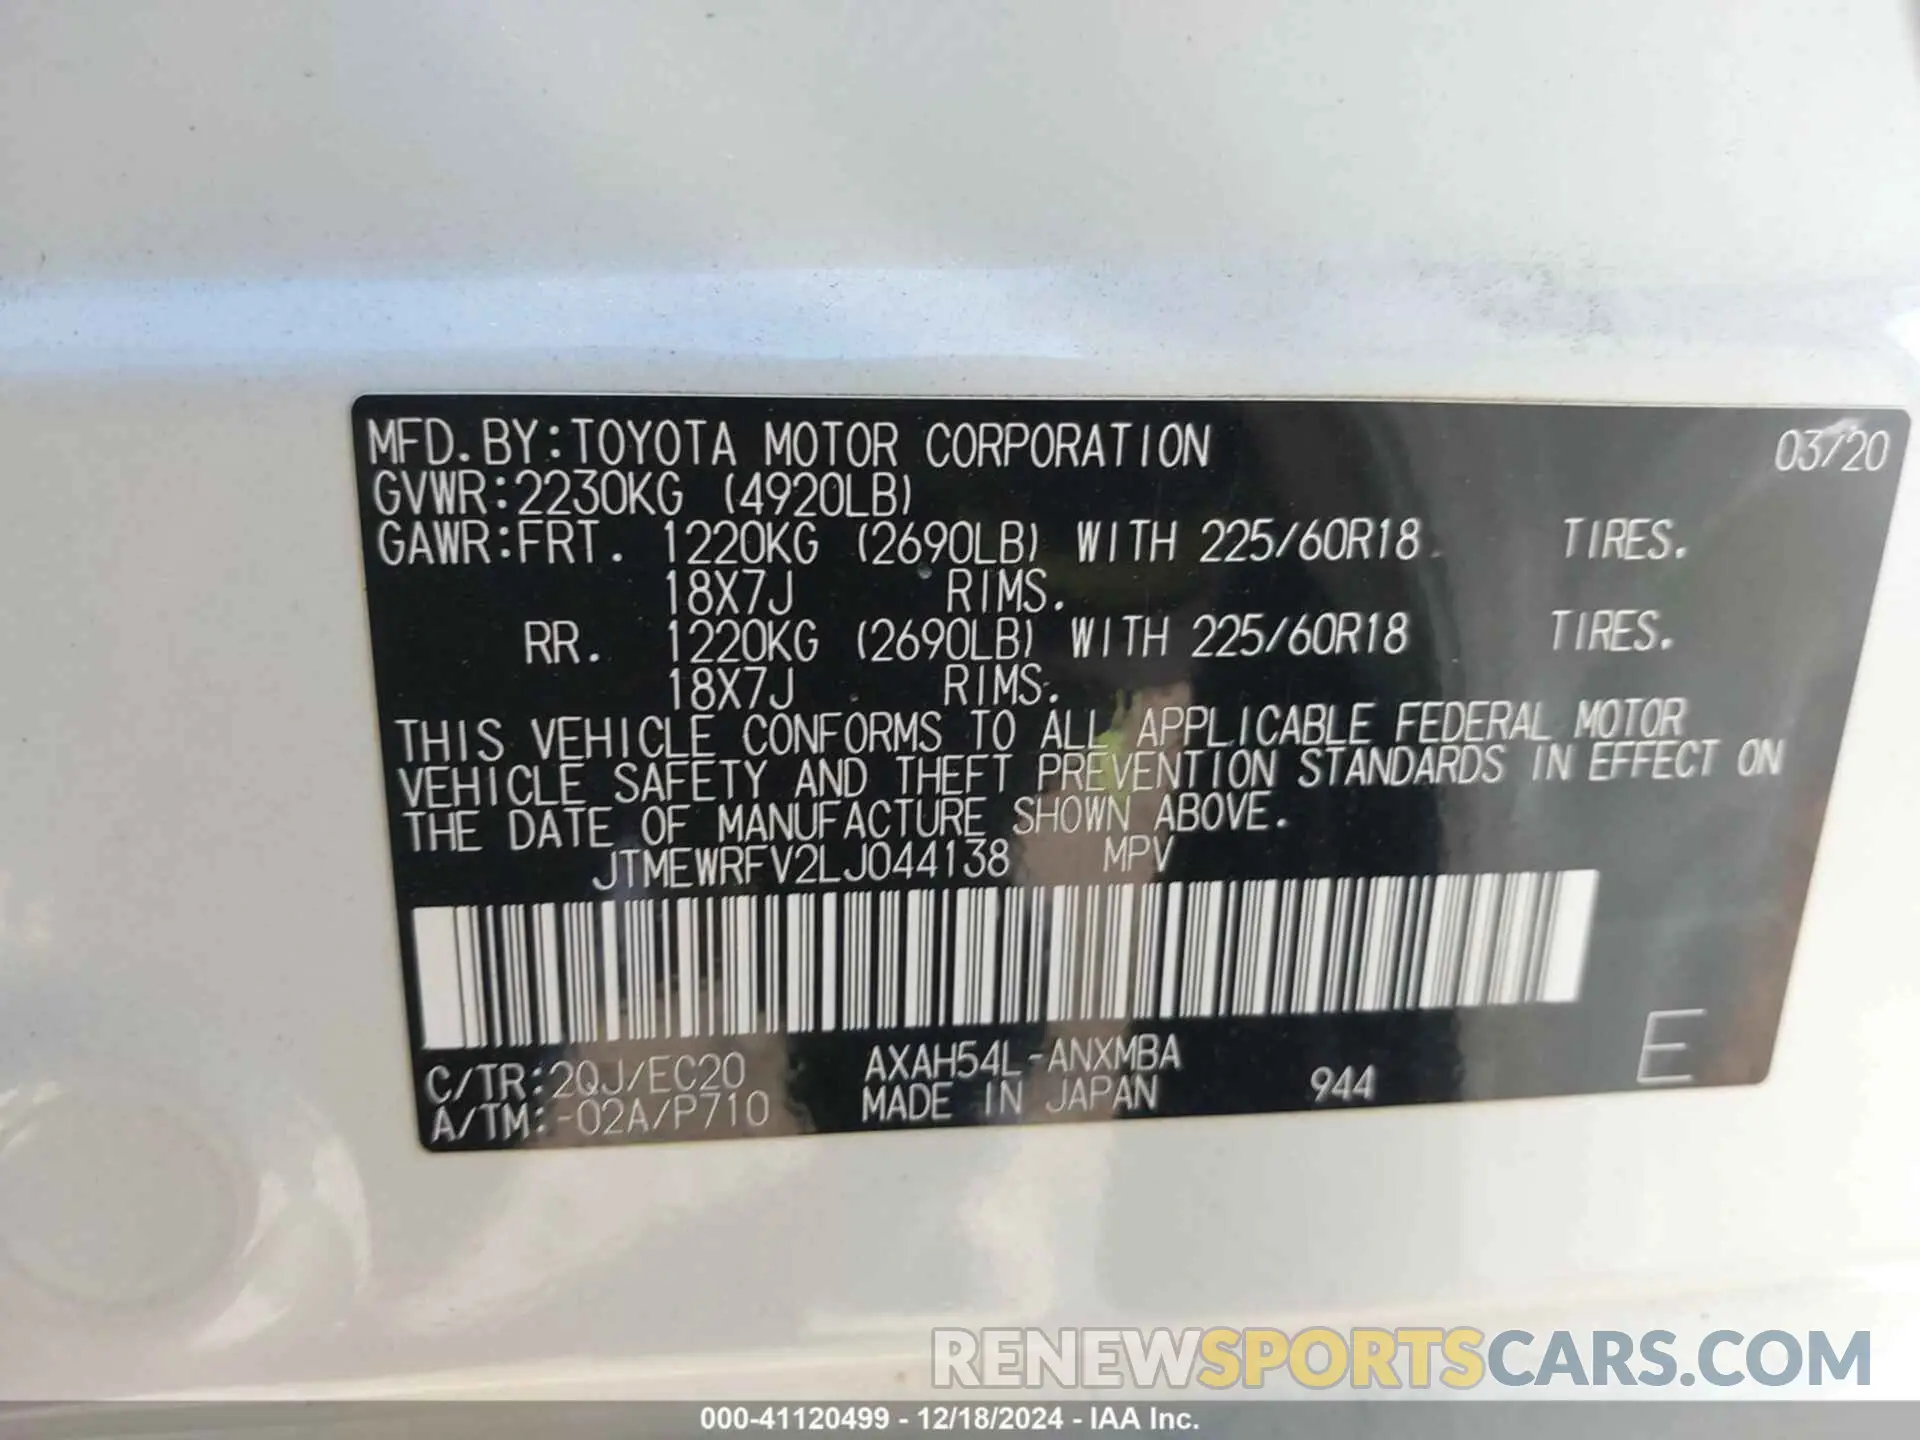 MFD. BY:TOYOTA MOTOR CORPORATION 03/20
GVWR:2230KG (4920LB)
GAWR:FRT. 1220KG (2690LB) WITH 225/60R18 TIRES.
18X7J RIMS.
RR. 1220KG (2690LB) WITH 225/60R18 TIRES.
18X7J RIMS.
THIS VEHICLE CONFORMS TO ALL APPLICABLE FEDERAL MOTOR
VEHICLE SAFETY AND THEFT PREVENTION STANDARDS IN EFFECT ON
THE DATE OF MANUFACTURE SHOWN ABOVE.
JTMEWRFV2LJ044138 MPV
C/TR:2QJ/EC20 AXAH54L-ANXMBA E
A/TM:-02A/P710 MADE IN JAPAN 944
RENEWSPORTSCARS.COM
000-41120499 - 12/18/2024 - IAA Inc.